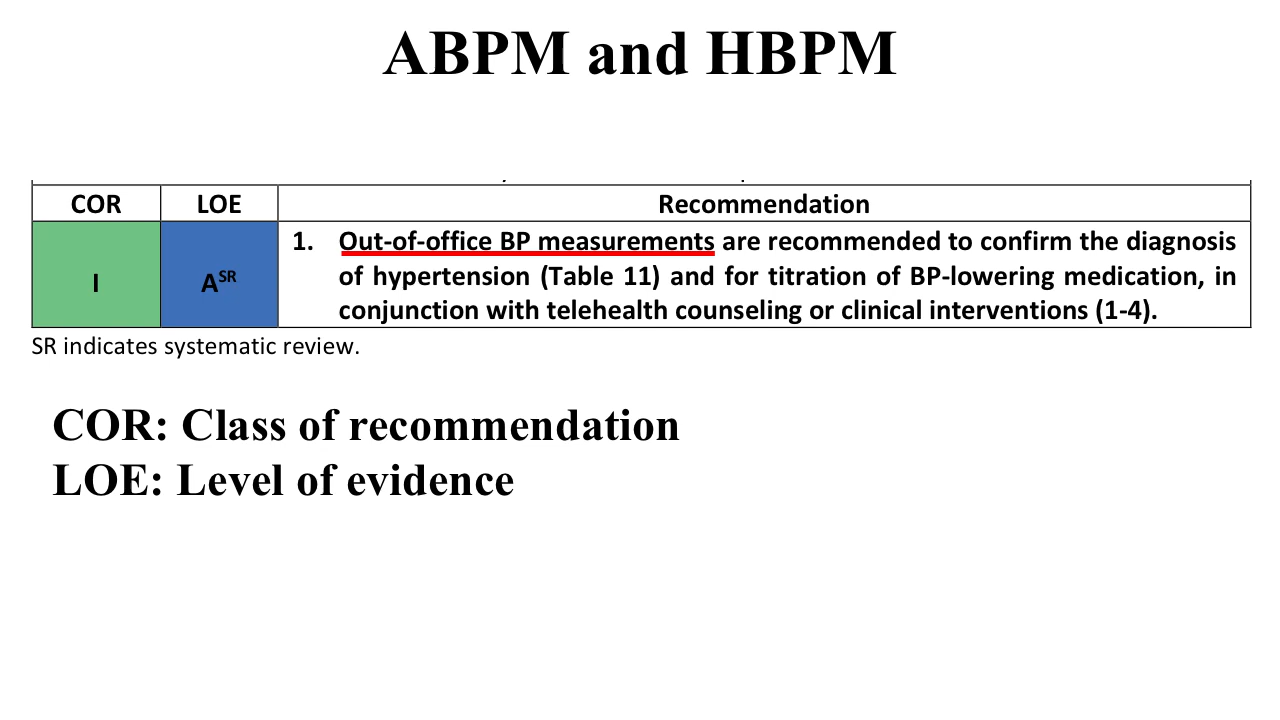 ABPM and HBPM
COR LOE Recommendation
I A^SR 1. Out-of-office BP measurements are recommended to confirm the diagnosis
of hypertension (Table 11) and for titration of BP-lowering medication, in
conjunction with telehealth counseling or clinical interventions (1-4).
SR indicates systematic review.
COR: Class of recommendation
LOE: Level of evidence